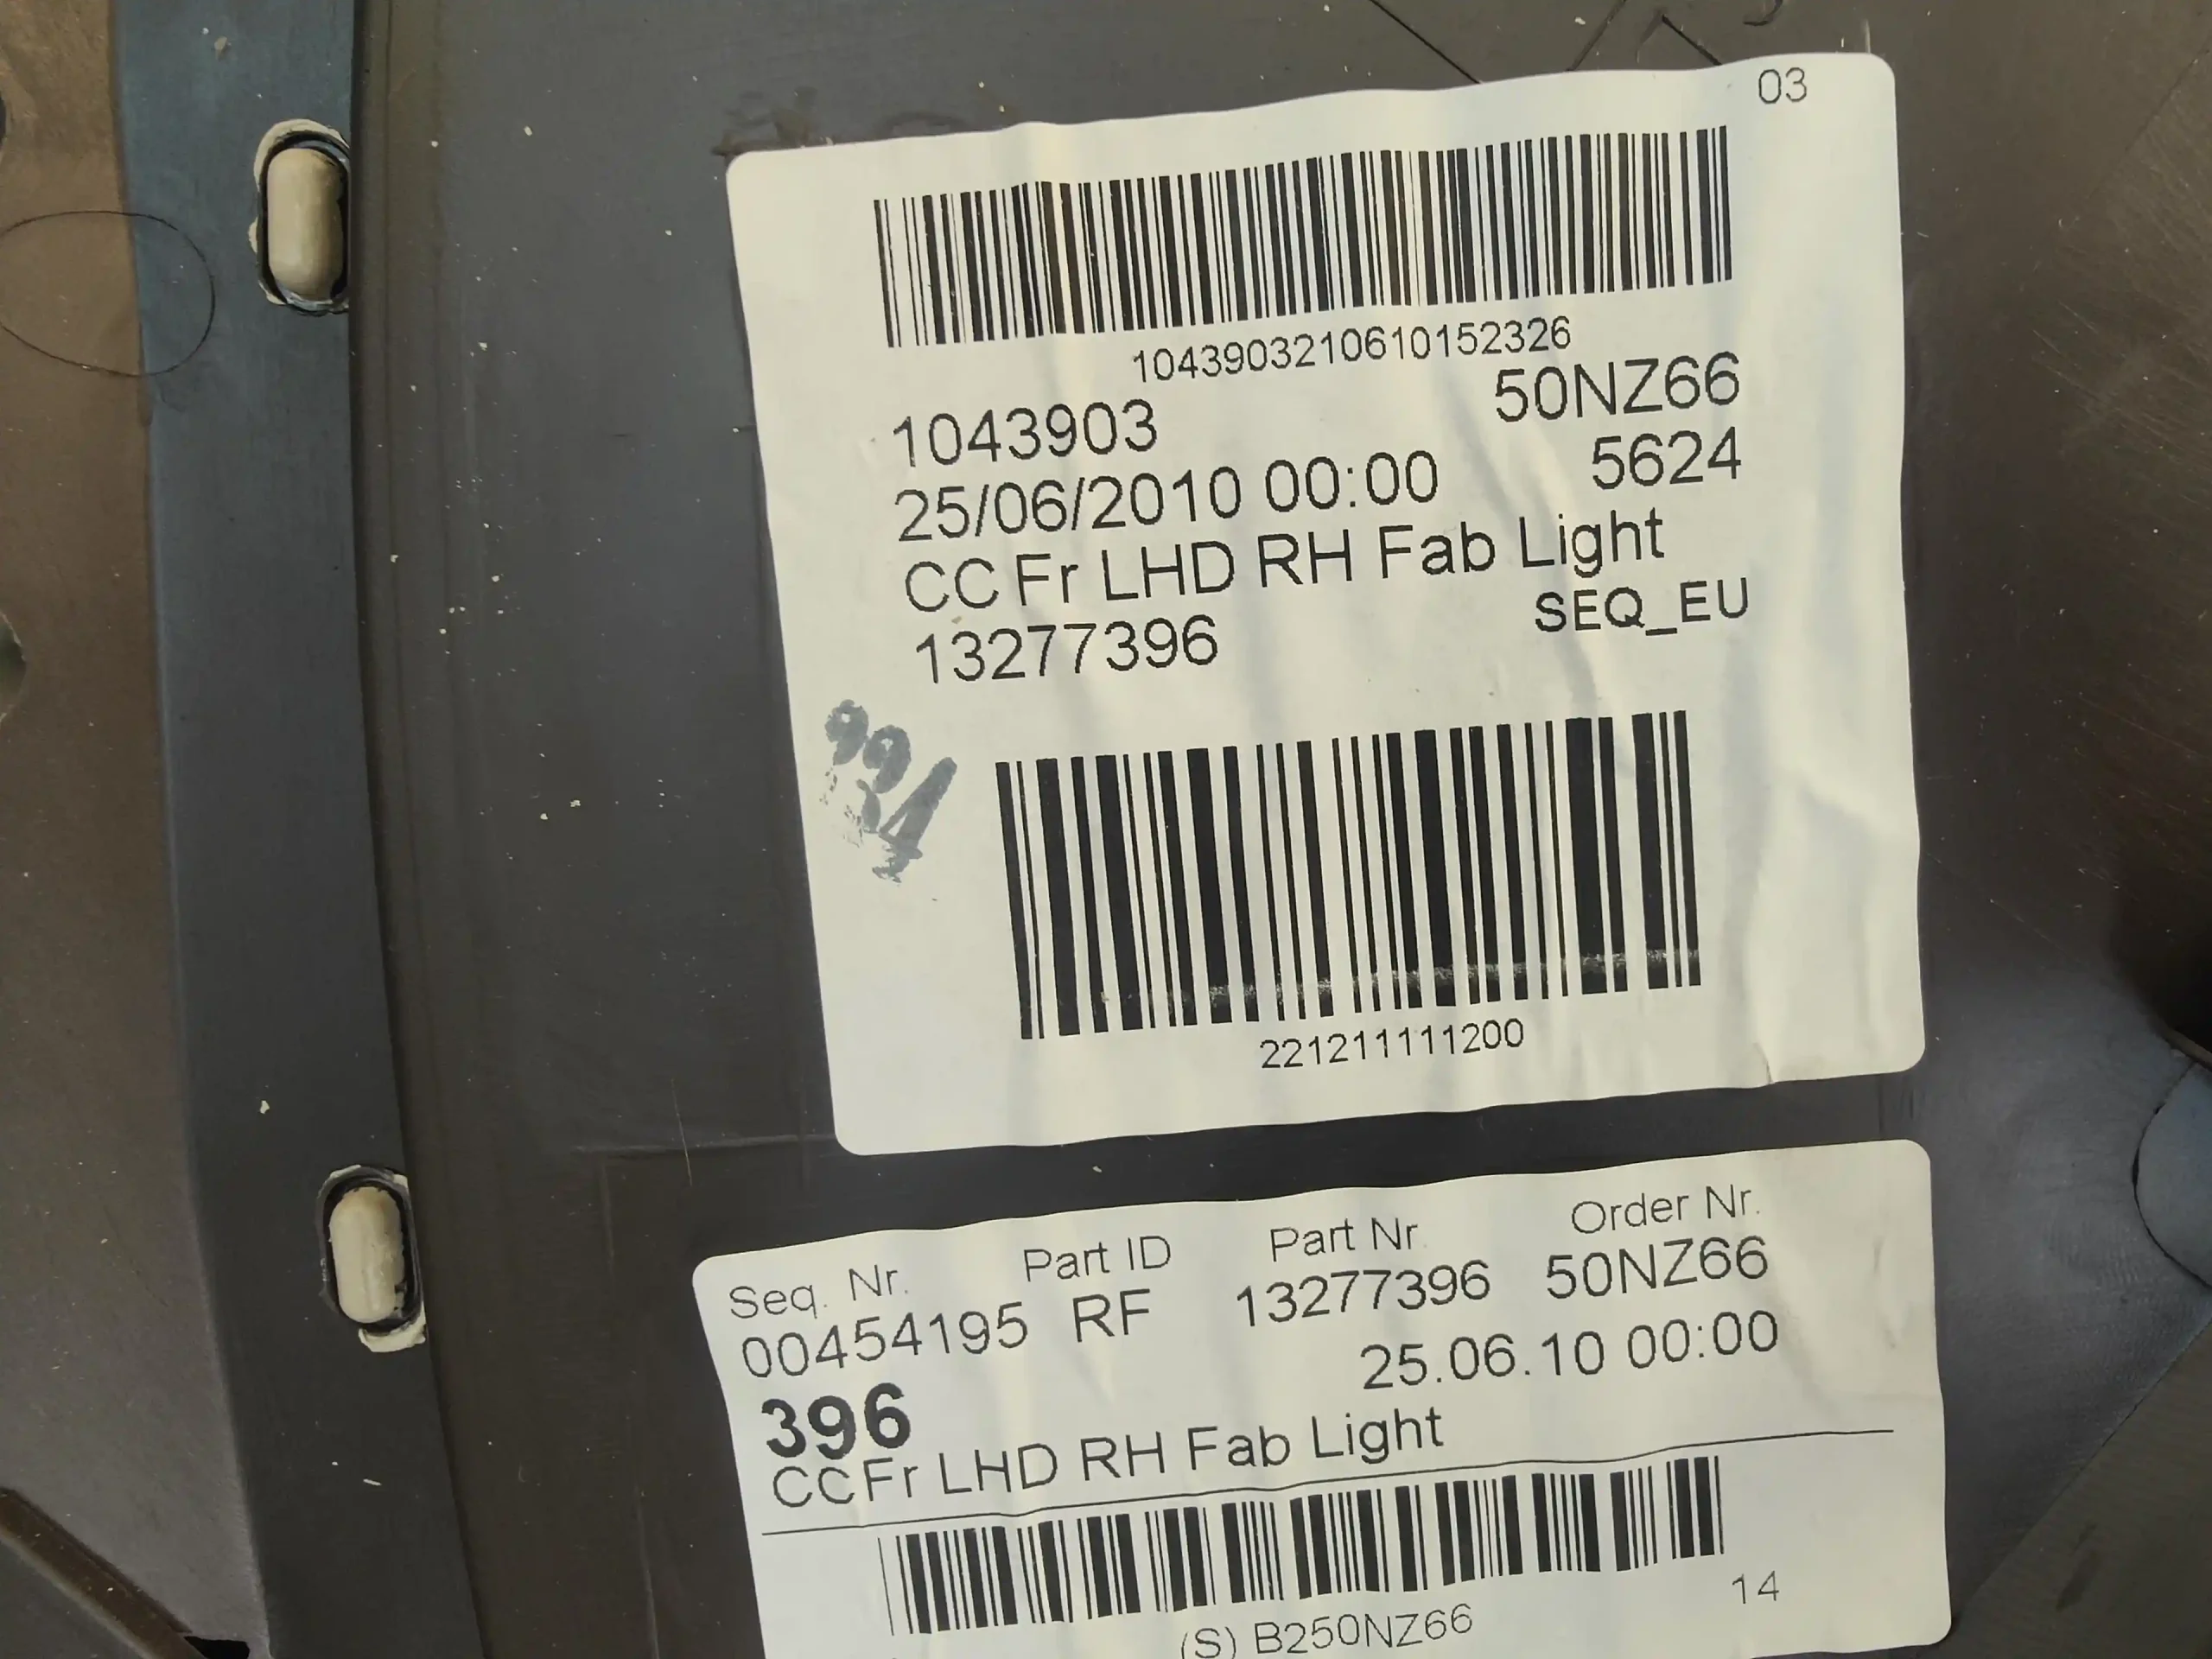 03
1043903210610152326
1043903 50NZ66
25/06/2010 00:00 5624
CC Fr LHD RH Fab Light
13277396 SEQ_EU
221211111200
Seq. Nr. Part ID Part Nr. Order Nr.
00454195 RF 13277396 50NZ66
396 25.06.10 00:00
CC Fr LHD RH Fab Light
14
(S) B250NZ66